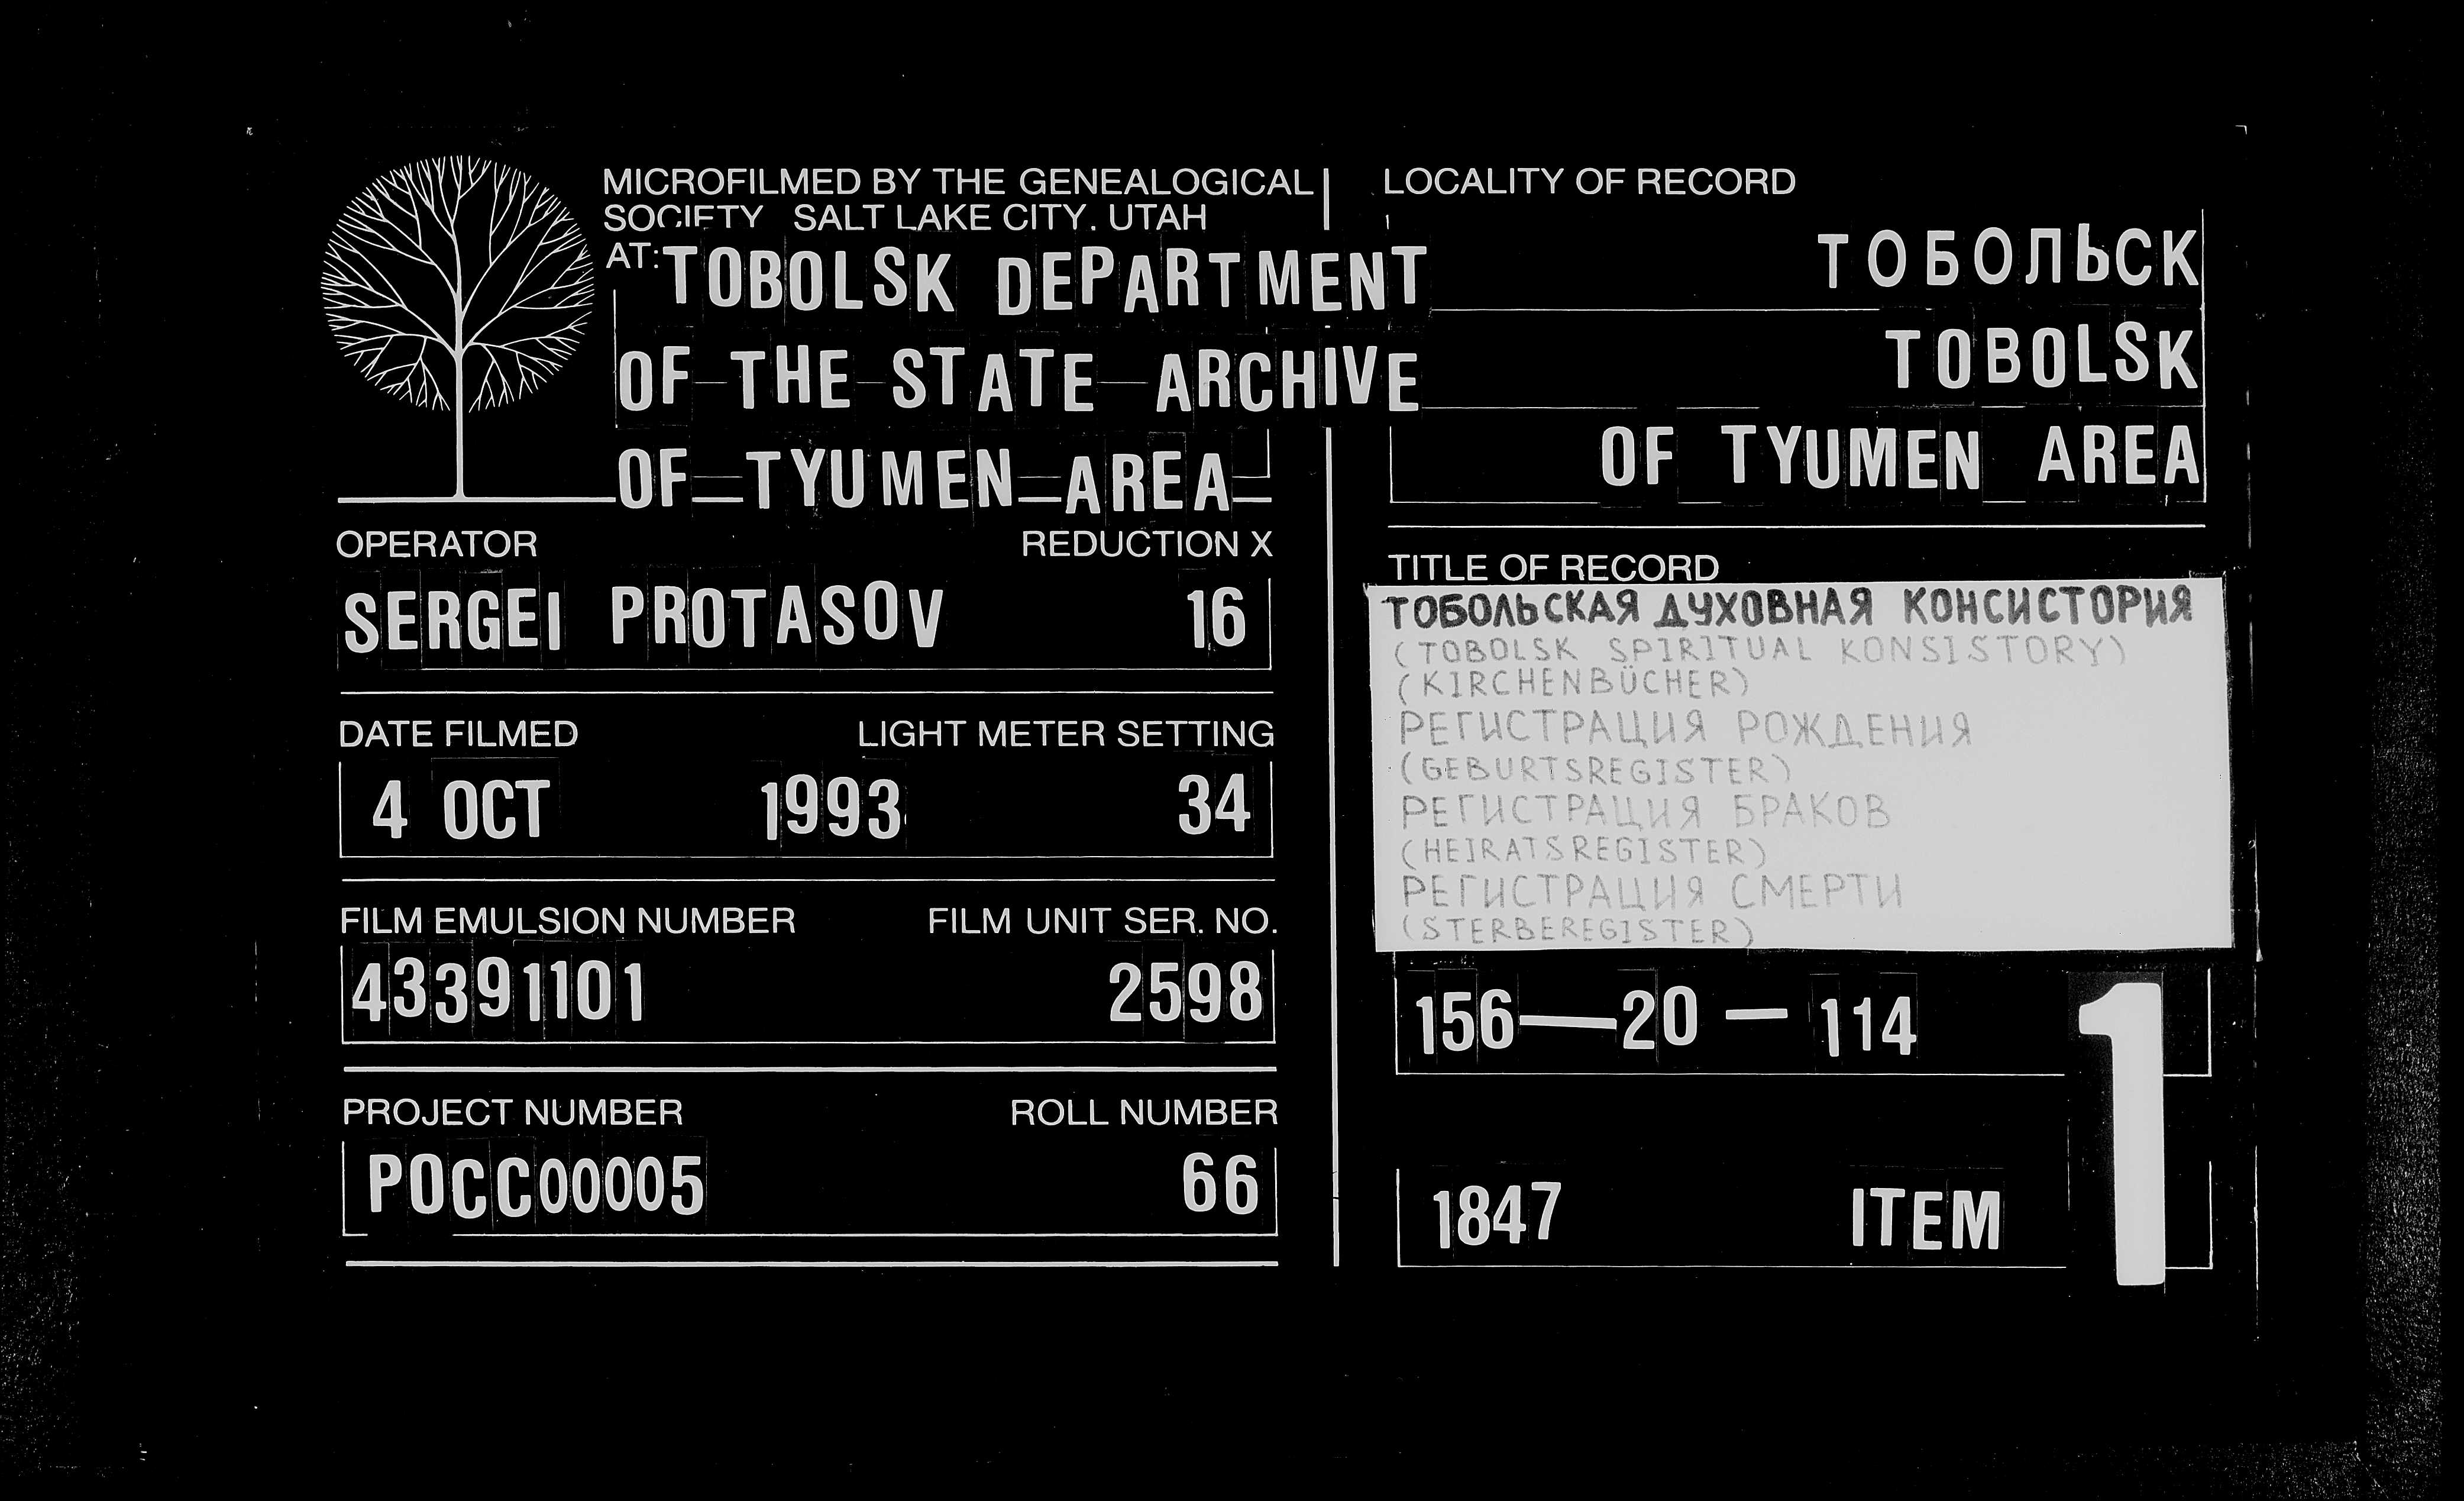 MICROFILMED BY THE GENEALOGICAL
SOCIETY SALT LAKE CITY, UTAH
AT: TOBOLSK DEPARTMENT
OF THE STATE ARCHIVE
OF TYUMEN AREA
OPERATOR REDUCTION X
SERGEI PROTASOV 16
DATE FILMED LIGHT METER SETTING
4 OCT 1993 34
FILM EMULSION NUMBER FILM UNIT SER. NO.
43391101 2598
PROJECT NUMBER ROLL NUMBER
РОСС00005 66
LOCALITY OF RECORD
ТОБОЛЬСК
TOBOLSK
OF TYUMEN AREA
TITLE OF RECORD
ТОБОЛЬСКАЯ ДУХОВНАЯ КОНСИСТОРИЯ
(TOBOLSK SPIRITUAL KONSISTORY)
(KIRCHENBÜCHER)
РЕГИСТРАЦИЯ РОЖДЕНИЯ
(GEBURTSREGISTER)
РЕГИСТРАЦИЯ БРАКОВ
(HEIRATSREGISTER)
РЕГИСТРАЦИЯ СМЕРТИ
(STERBEREGISTER)
156—20—114
1847 ITEM 1